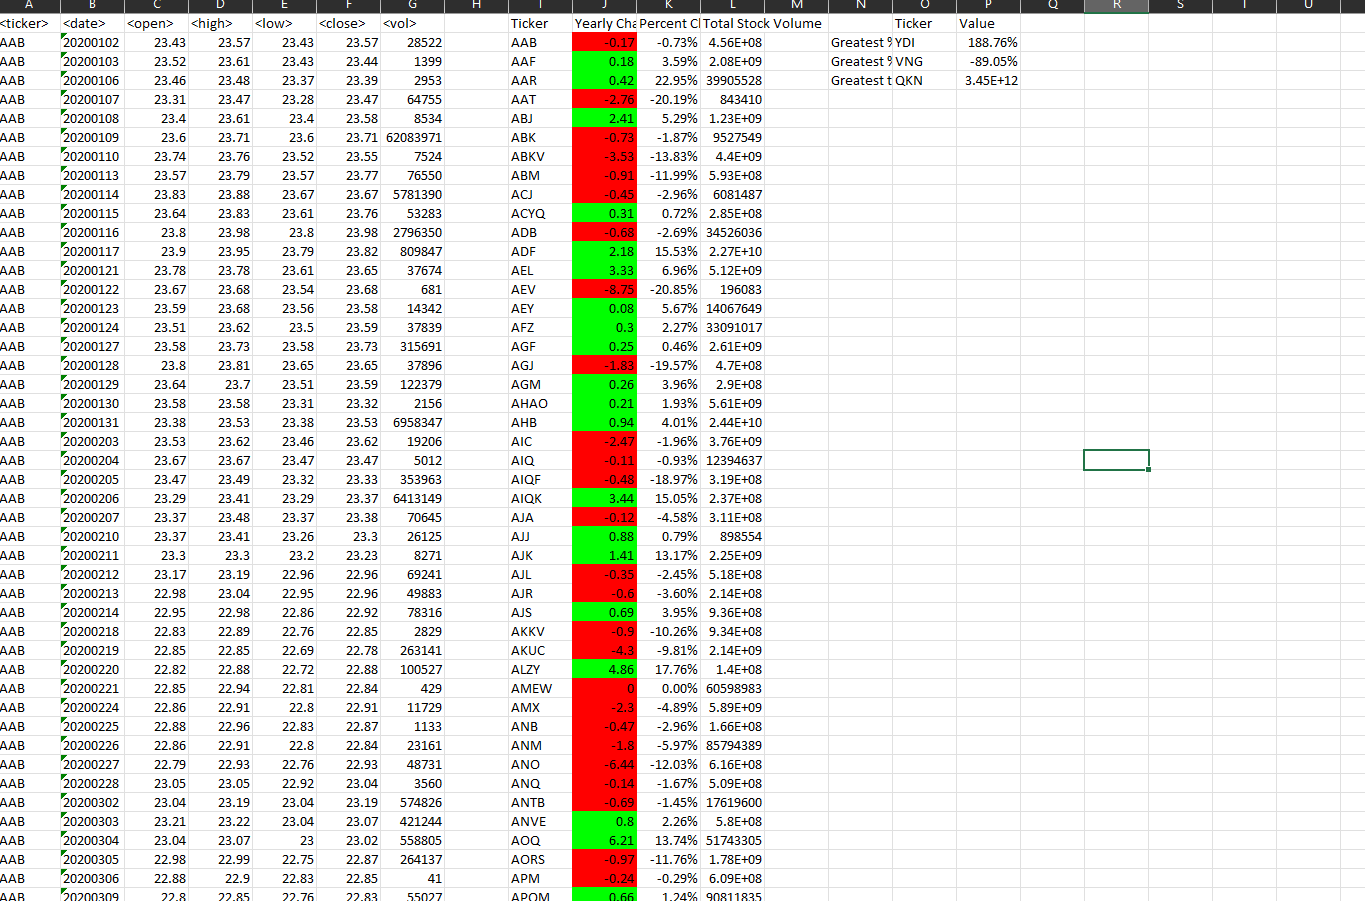 A B C D E F G H I J K L M N O P Q R S T U
<ticker> <date> <open> <high> <low> <close> <vol> Ticker Yearly Cha Percent C Total Stock Volume Ticker Value
AAB 20200102 23.43 23.57 23.43 23.57 28522 AAB -0.17 -0.73% 4.56E+08 Greatest % YDI 188.76%
AAB 20200103 23.52 23.61 23.43 23.44 1399 AAF 0.18 3.59% 2.08E+09 Greatest % VNG -89.05%
AAB 20200106 23.46 23.48 23.37 23.39 2953 AAR 0.42 22.95% 39905528 Greatest t QKN 3.45E+12
AAB 20200107 23.31 23.47 23.28 23.47 64755 AAT -2.76 -20.19% 843410
AAB 20200108 23.4 23.61 23.4 23.58 8534 ABJ 2.41 5.29% 1.23E+09
AAB 20200109 23.6 23.71 23.6 23.71 62083971 ABK -0.73 -1.87% 9527549
AAB 20200110 23.74 23.76 23.52 23.55 7524 ABKV -3.53 -13.83% 4.4E+09
AAB 20200113 23.57 23.79 23.57 23.77 76550 ABM -0.91 -11.99% 5.93E+08
AAB 20200114 23.83 23.88 23.67 23.67 5781390 ACJ -0.45 -2.96% 6081487
AAB 20200115 23.64 23.83 23.61 23.76 53283 ACYQ 0.31 0.72% 2.85E+08
AAB 20200116 23.8 23.98 23.8 23.98 2796350 ADB -0.68 -2.69% 34526036
AAB 20200117 23.9 23.95 23.79 23.82 809847 ADF 2.18 15.53% 2.27E+10
AAB 20200121 23.78 23.78 23.61 23.65 37674 AEL 3.33 6.96% 5.12E+09
AAB 20200122 23.67 23.68 23.54 23.68 681 AEV -8.75 -20.85% 196083
AAB 20200123 23.59 23.68 23.56 23.58 14342 AEY 0.08 5.67% 14067649
AAB 20200124 23.51 23.62 23.5 23.59 37839 AFZ 0.3 2.27% 33091017
AAB 20200127 23.58 23.73 23.58 23.73 315691 AGF 0.25 0.46% 2.61E+09
AAB 20200128 23.8 23.81 23.65 23.65 37896 AGJ -1.83 -19.57% 4.7E+08
AAB 20200129 23.64 23.7 23.51 23.59 122379 AGM 0.26 3.96% 2.9E+08
AAB 20200130 23.58 23.58 23.31 23.32 2156 AHAO 0.21 1.93% 5.61E+09
AAB 20200131 23.38 23.53 23.38 23.53 6958347 AHB 0.94 4.01% 2.44E+10
AAB 20200203 23.53 23.62 23.46 23.62 19206 AIC -2.47 -1.96% 3.76E+09
AAB 20200204 23.67 23.67 23.47 23.47 5012 AIQ -0.11 -0.93% 12394637
AAB 20200205 23.47 23.49 23.32 23.33 353963 AIQF -0.48 -18.97% 3.19E+08
AAB 20200206 23.29 23.41 23.29 23.37 6413149 AIQK 3.44 15.05% 2.37E+08
AAB 20200207 23.37 23.48 23.37 23.38 70645 AJA -0.12 -4.58% 3.11E+08
AAB 20200210 23.37 23.41 23.26 23.3 26125 AJJ 0.88 0.79% 898554
AAB 20200211 23.3 23.3 23.2 23.23 8271 AJK 1.41 13.17% 2.25E+09
AAB 20200212 23.17 23.19 22.96 22.96 69241 AJL -0.35 -2.45% 5.18E+08
AAB 20200213 22.98 23.04 22.95 22.96 49883 AJR -0.6 -3.60% 2.14E+08
AAB 20200214 22.95 22.98 22.86 22.92 78316 AJS 0.69 3.95% 9.36E+08
AAB 20200218 22.83 22.89 22.76 22.85 2829 AKKV -0.9 -10.26% 9.34E+08
AAB 20200219 22.85 22.85 22.69 22.78 263141 AKUC -4.3 -9.81% 2.14E+09
AAB 20200220 22.82 22.88 22.72 22.88 100527 ALZY 4.86 17.76% 1.4E+08
AAB 20200221 22.85 22.94 22.81 22.84 429 AMEW 0 0.00% 60598983
AAB 20200224 22.86 22.91 22.8 22.91 11729 AMX -2.3 -4.89% 5.89E+09
AAB 20200225 22.88 22.96 22.83 22.87 1133 ANB -0.47 -2.96% 1.66E+08
AAB 20200226 22.86 22.91 22.8 22.84 23161 ANM -1.8 -5.97% 85794389
AAB 20200227 22.79 22.93 22.76 22.93 48731 ANO -6.44 -12.03% 6.16E+08
AAB 20200228 23.05 23.05 22.92 23.04 3560 ANQ -0.14 -1.67% 5.09E+08
AAB 20200302 23.04 23.19 23.04 23.19 574826 ANTB -0.69 -1.45% 17619600
AAB 20200303 23.21 23.22 23.04 23.07 421244 ANVE 0.8 2.26% 5.8E+08
AAB 20200304 23.04 23.07 23 23.02 558805 AOQ 6.21 13.74% 51743305
AAB 20200305 22.98 22.99 22.75 22.87 264137 AORS -0.97 -11.76% 1.78E+09
AAB 20200306 22.88 22.9 22.83 22.85 41 APM -0.24 -0.29% 6.09E+08
AAB 20200309 22.8 22.85 22.76 22.83 55027 APOM 0.66 1.24% 90811835